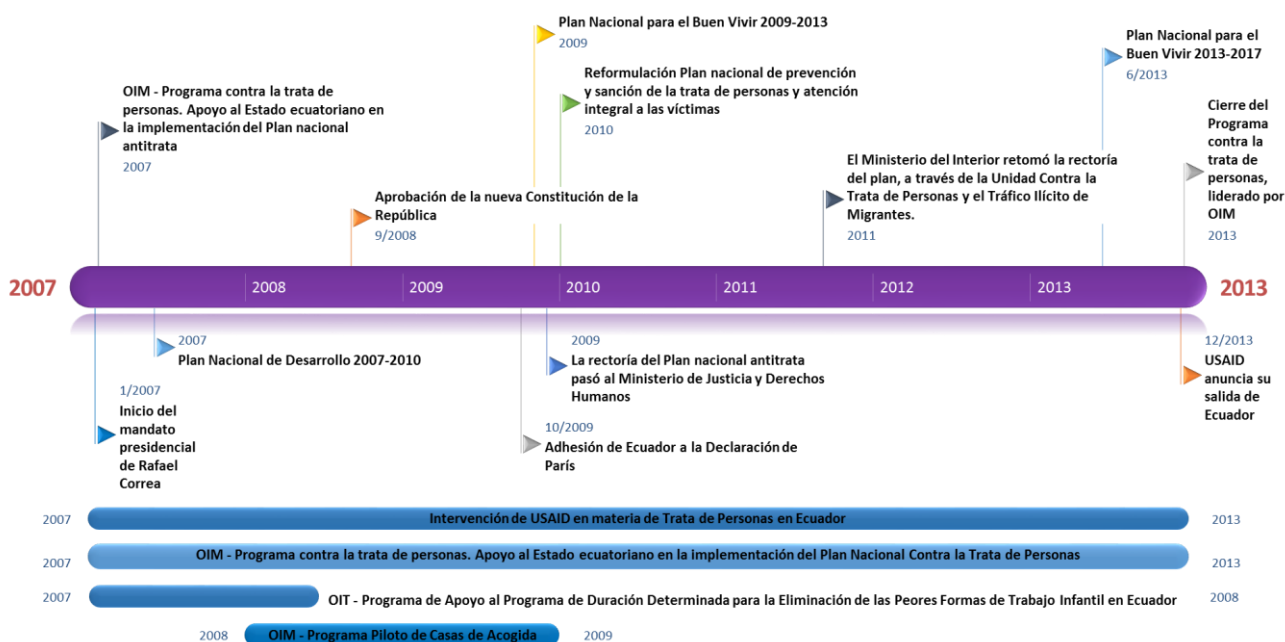 Plan Nacional para el Buen Vivir 2009-2013
2009
Plan Nacional para el
Buen Vivir 2013-2017
6/2013
OIM - Programa contra la trata de
personas. Apoyo al Estado ecuatoriano en
la implementación del Plan nacional
antitrata
2007
Reformulación Plan nacional de prevención
y sanción de la trata de personas y atención
integral a las víctimas
2010
Cierre del
Programa
contra la
trata de
personas,
liderado por
OIM
2013
El Ministerio del Interior retomó la rectoría
del plan, a través de la Unidad Contra la
Trata de Personas y el Tráfico Ilícito de
Migrantes.
2011
Aprobación de la nueva Constitución de la
República
9/2008
2007
2008
2009
2010
2011
2012
2013
2013
2007
Plan Nacional de Desarrollo 2007-2010
2009
La rectoría del Plan nacional antitrata
pasó al Ministerio de Justicia y Derechos
Humanos
12/2013
USAID
anuncia su
salida de
Ecuador
1/2007
Inicio del
mandato
presidencial
de Rafael
Correa
10/2009
Adhesión de Ecuador a la Declaración de
París
2007
Intervención de USAID en materia de Trata de Personas en Ecuador
2013
2007
OIM - Programa contra la trata de personas. Apoyo al Estado ecuatoriano en la implementación del Plan Nacional Contra la Trata de Personas
2013
2007
OIT - Programa de Apoyo al Programa de Duración Determinada para la Eliminación de las Peores Formas de Trabajo Infantil en Ecuador
2008
2008
OIM - Programa Piloto de Casas de Acogida
2009